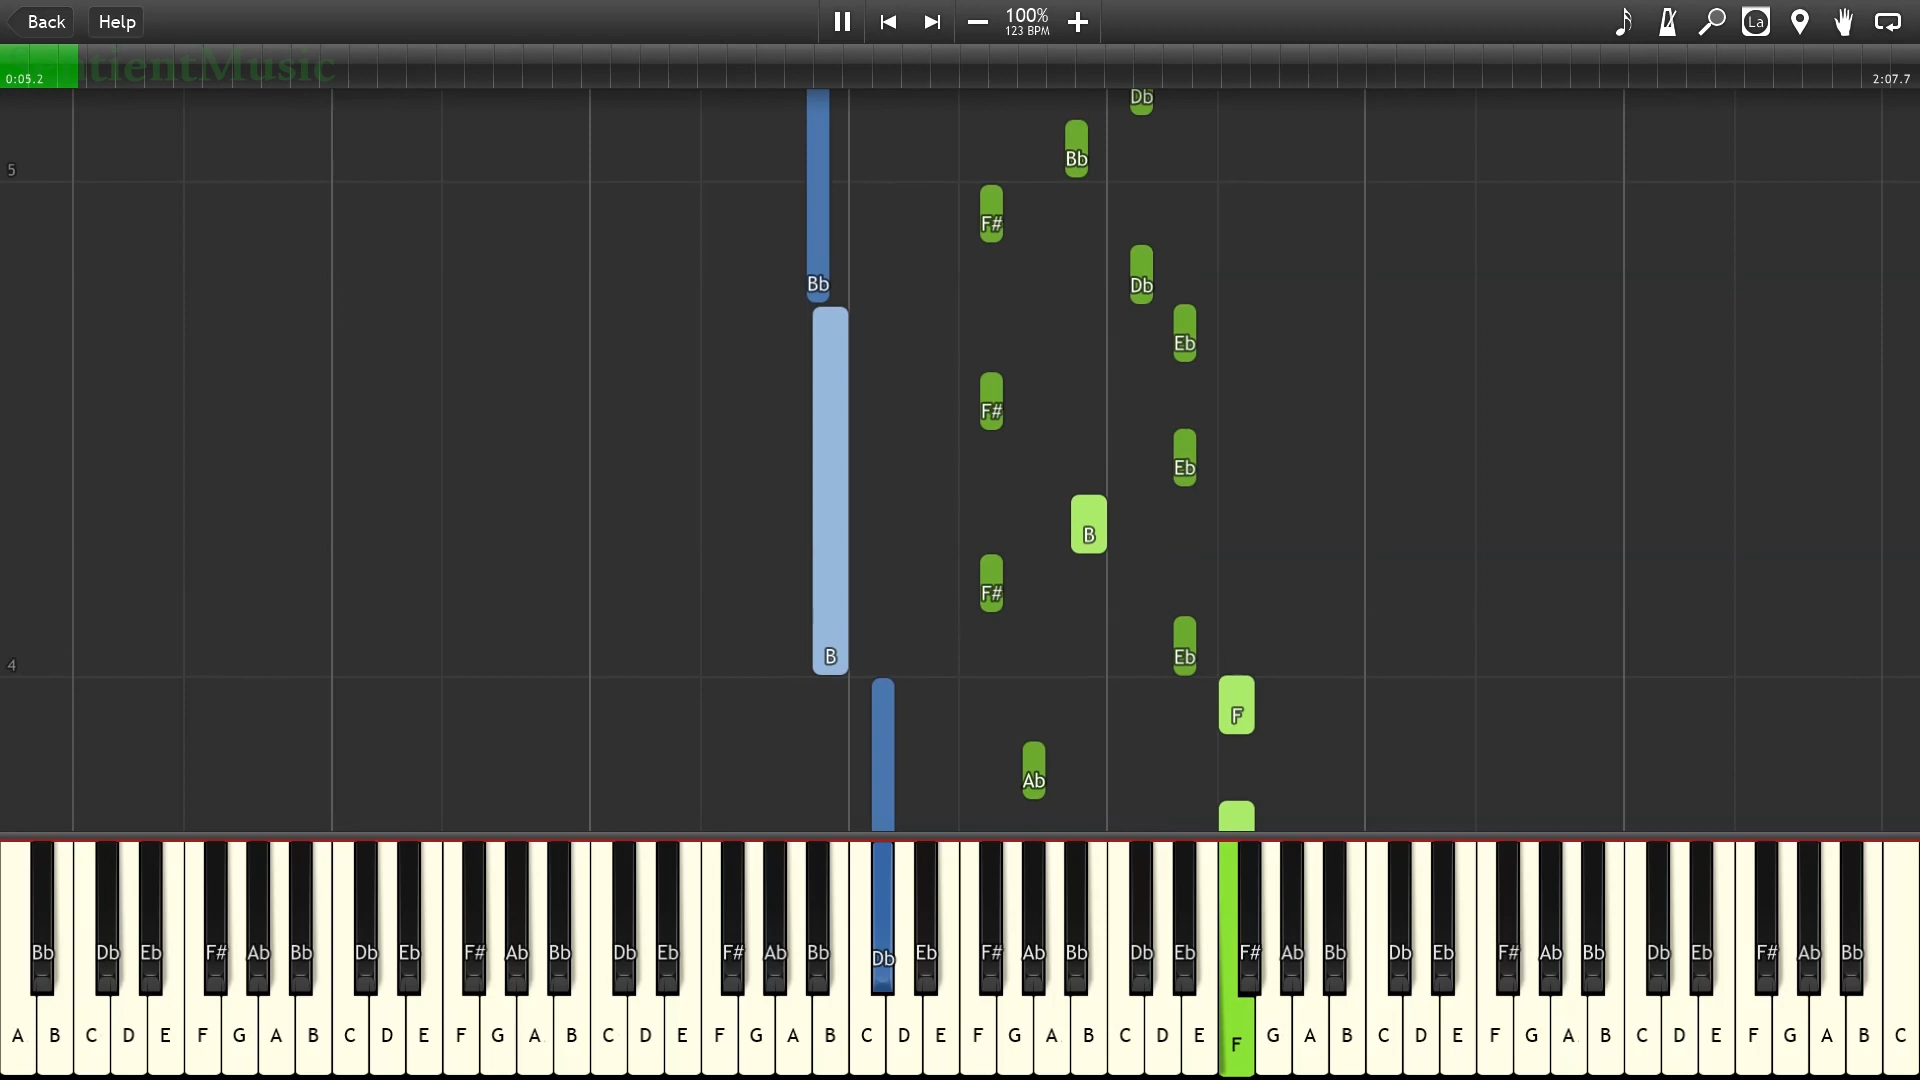 Back Help 100% La
123 BPM
tientMusic
0:05.2 2:07.7
Db
Bb
5
F#
Bb Db
Eb
F#
Eb
B
F#
B Eb
4
F
Ab
Bb Db Eb F# Ab Bb Db Eb F# Ab Bb Db Eb F# Ab Bb Db Eb F# Ab Bb Db Eb F# Ab Bb Db Eb F# Ab Bb Db Eb F# Ab Bb
A B C D E F G A B C D E F G A B C D E F G A B C D E F G A B C D E F G A B C D E F G A B C D E F G A B C